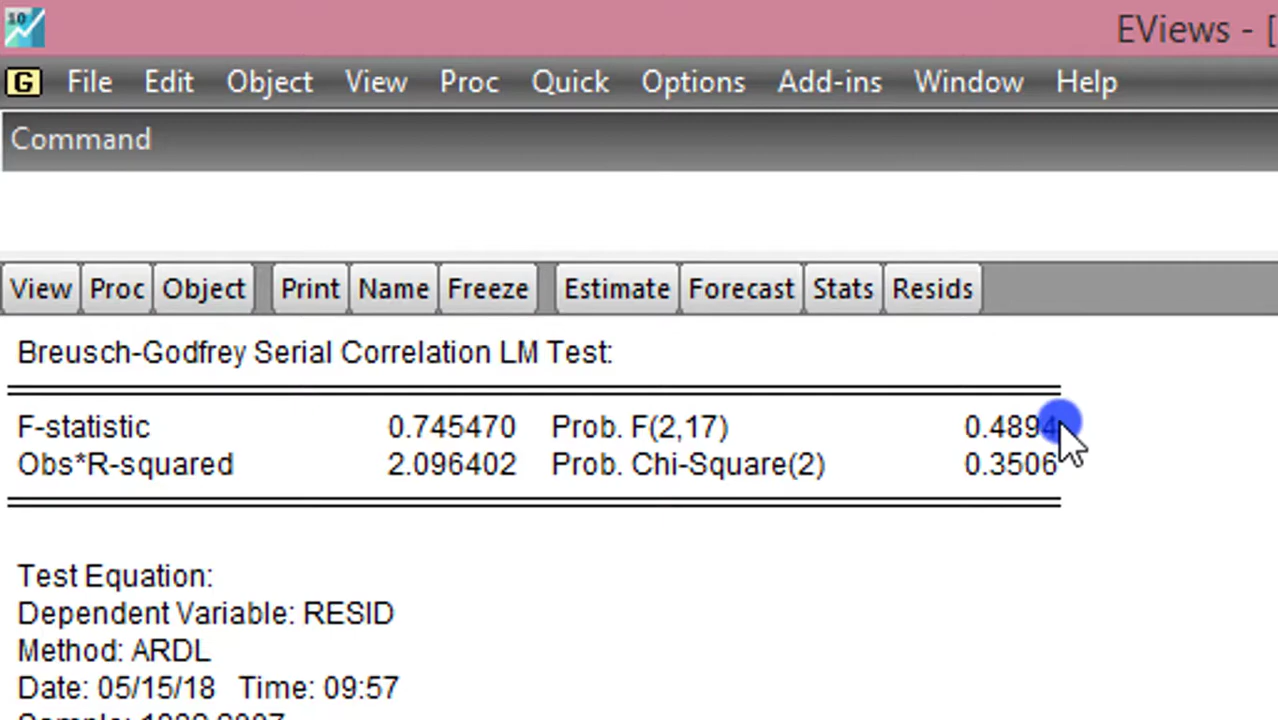 10
EViews - [
G File Edit Object View Proc Quick Options Add-ins Window Help
Command
View Proc Object Print Name Freeze Estimate Forecast Stats Resids
Breusch-Godfrey Serial Correlation LM Test:
F-statistic 0.745470 Prob. F(2,17) 0.4894
Obs*R-squared 2.096402 Prob. Chi-Square(2) 0.3506
Test Equation:
Dependent Variable: RESID
Method: ARDL
Date: 05/15/18 Time: 09:57